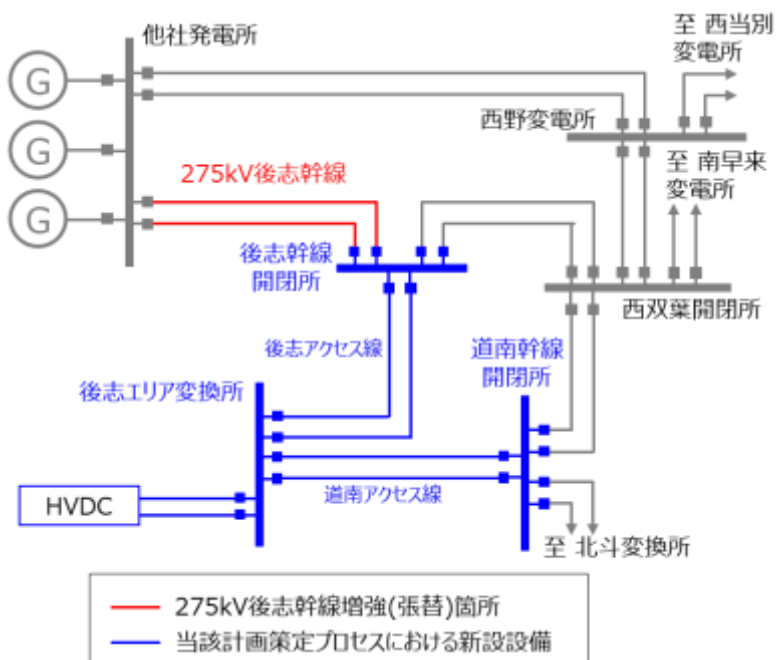 他社発電所
至 西当別
変電所
G
西野変電所
G
至 南早来
変電所
275kV後志幹線
G
後志幹線
開閉所
西双葉開閉所
後志アクセス線
道南幹線
開閉所
後志エリア変換所
道南アクセス線
HVDC
至 北斗変換所
275kV後志幹線増強(張替)箇所
当該計画策定プロセスにおける新設設備